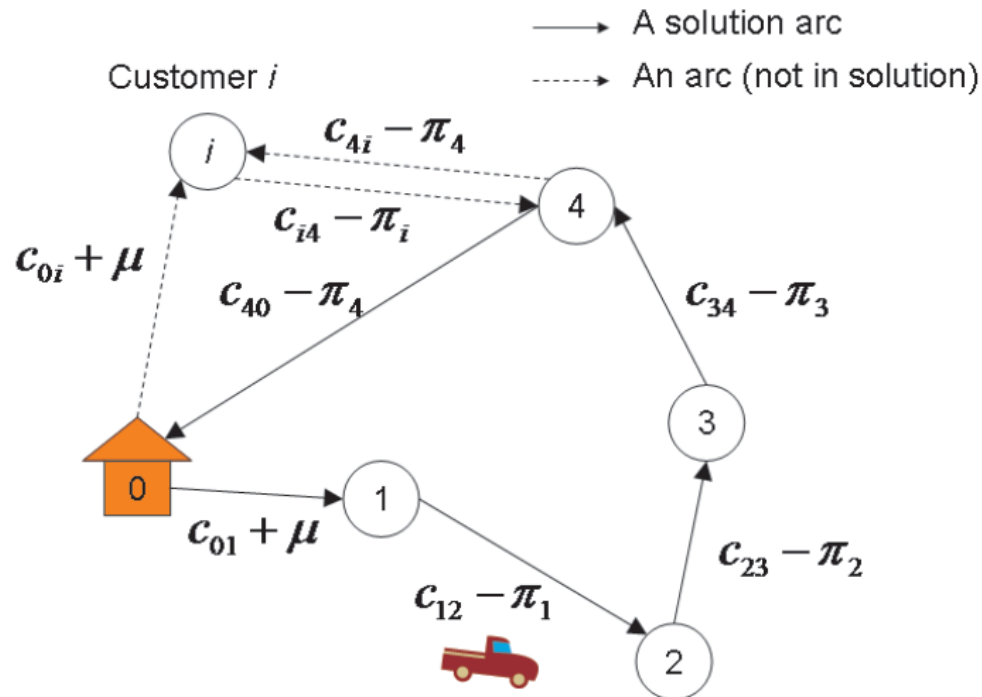 A solution arc
An arc (not in solution)
Customer i
c₄ᵢ − π₄
i
4
cᵢ₄ − πᵢ
c₀ᵢ + μ
c₄₀ − π₄
c₃₄ − π₃
3
0
1
c₀₁ + μ
c₂₃ − π₂
c₁₂ − π₁
2